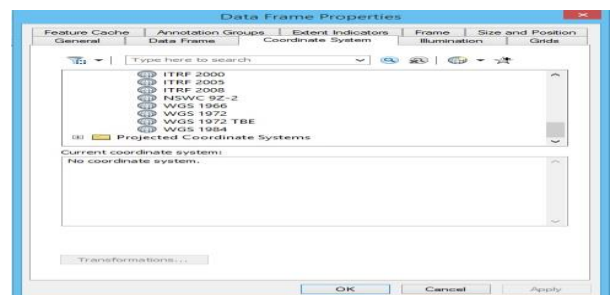 Data Frame Properties
Feature Cache Annotation Groups Extent Indicators Frame Size and Position
General Data Frame Coordinate System Illumination Grids
Type here to search
ITRF 2000
ITRF 2005
ITRF 2008
NSWC 9Z-2
WGS 1966
WGS 1972
WGS 1972 TBE
WGS 1984
Projected Coordinate Systems
Current coordinate system:
No coordinate system.
Transformations...
OK Cancel Apply